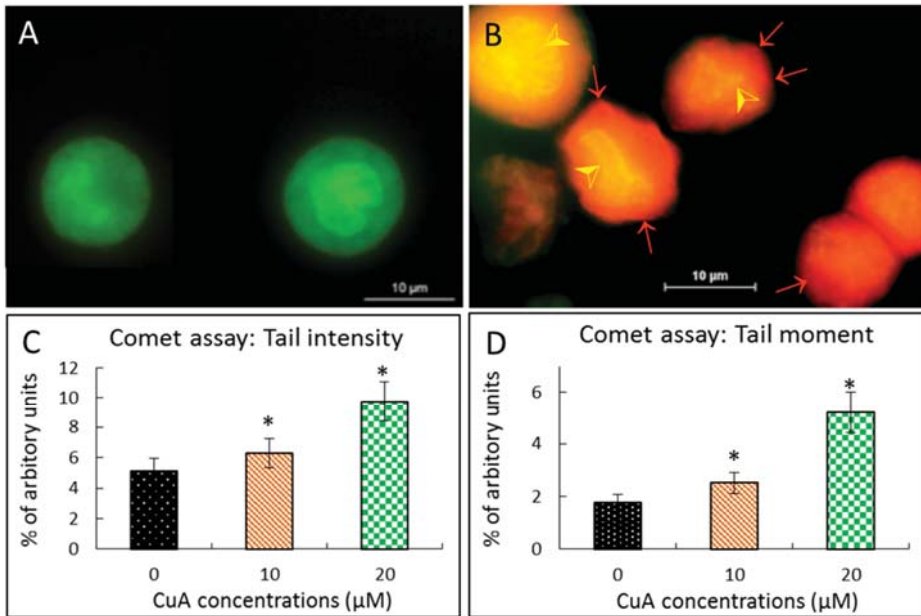 A
B
10 µm
10 µm
C
Comet assay: Tail intensity
% of arbitory units
12
10
8
6
4
2
0
*
*
0
10
20
CuA concentrations (µM)
D
Comet assay: Tail moment
% of arbitory units
6
4
2
0
*
*
0
10
20
CuA concentrations (µM)